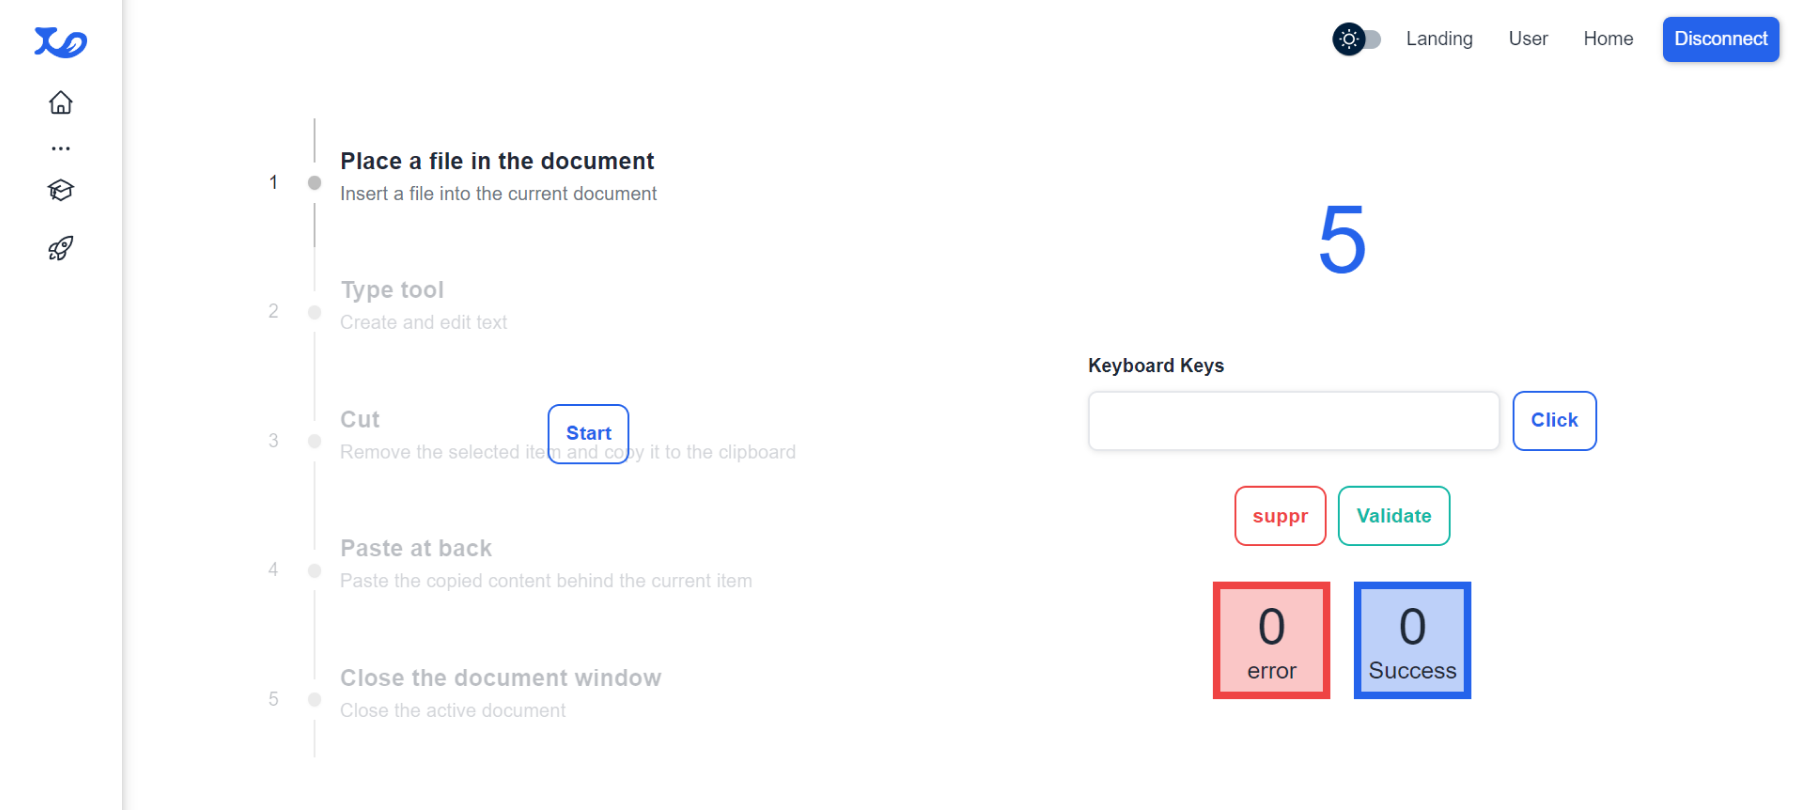 Landing User Home Disconnect
1
Place a file in the document
Insert a file into the current document
2
Type tool
Create and edit text
3
Cut
Remove the selected item and copy it to the clipboard
Start
4
Paste at back
Paste the copied content behind the current item
5
Close the document window
Close the active document
5
Keyboard Keys
Click
suppr Validate
0
error
0
Success